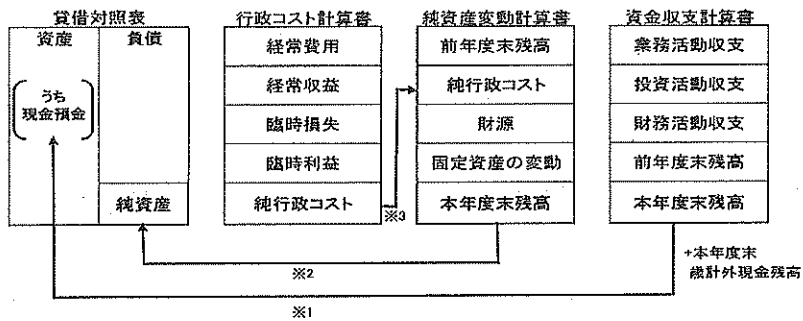 貸借対照表
資産
負債
うち
現金預金
純資産
行政コスト計算書
経常費用
経常収益
臨時損失
臨時利益
純行政コスト
※3
純資産変動計算書
前年度末残高
純行政コスト
財源
固定資産の変動
本年度末残高
資金収支計算書
業務活動収支
投資活動収支
財務活動収支
前年度末残高
本年度末残高
+本年度末
歳計外現金残高
※2
※1